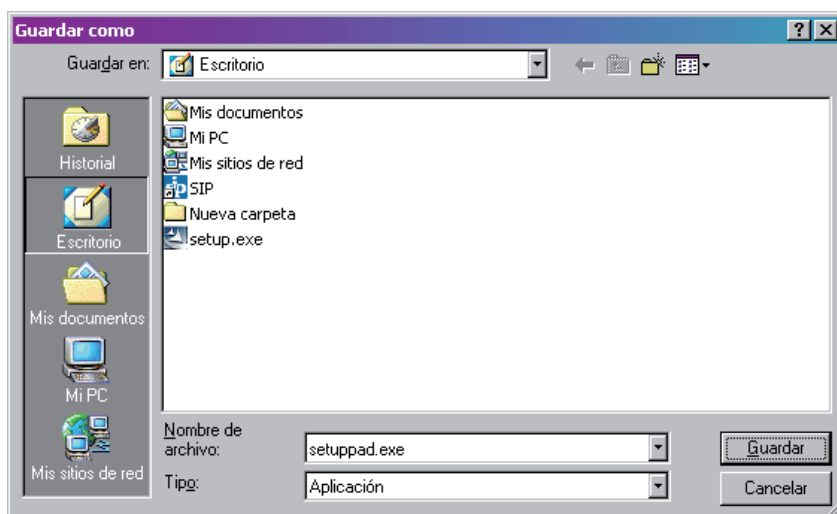 Guardar como
Guardar en:
Escritorio
Historial
Escritorio
Mis documentos
Mi PC
Mis sitios de red
Mis documentos
Mi PC
Mis sitios de red
SIP
Nueva carpeta
setup.exe
Nombre de
archivo:
setuppad.exe
Guardar
Tipo:
Aplicación
Cancelar